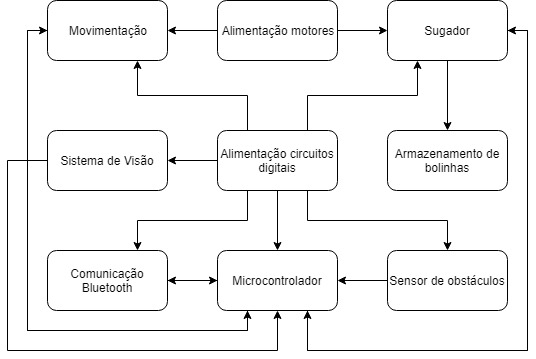 Movimentação
Alimentação motores
Sugador
Sistema de Visão
Alimentação circuitos
digitais
Armazenamento de
bolinhas
Comunicação
Bluetooth
Microcontrolador
Sensor de obstáculos